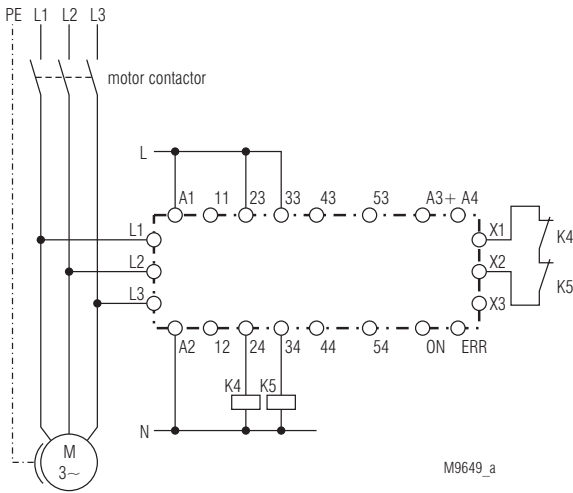 PE L1 L2 L3
motor contactor
L
A1 11 23 33 43 53 A3+ A4
L1 X1 K4
L2 X2
K5
L3 X3
A2 12 24 34 44 54 ON ERR
K4 K5
N
M
3~
M9649_a